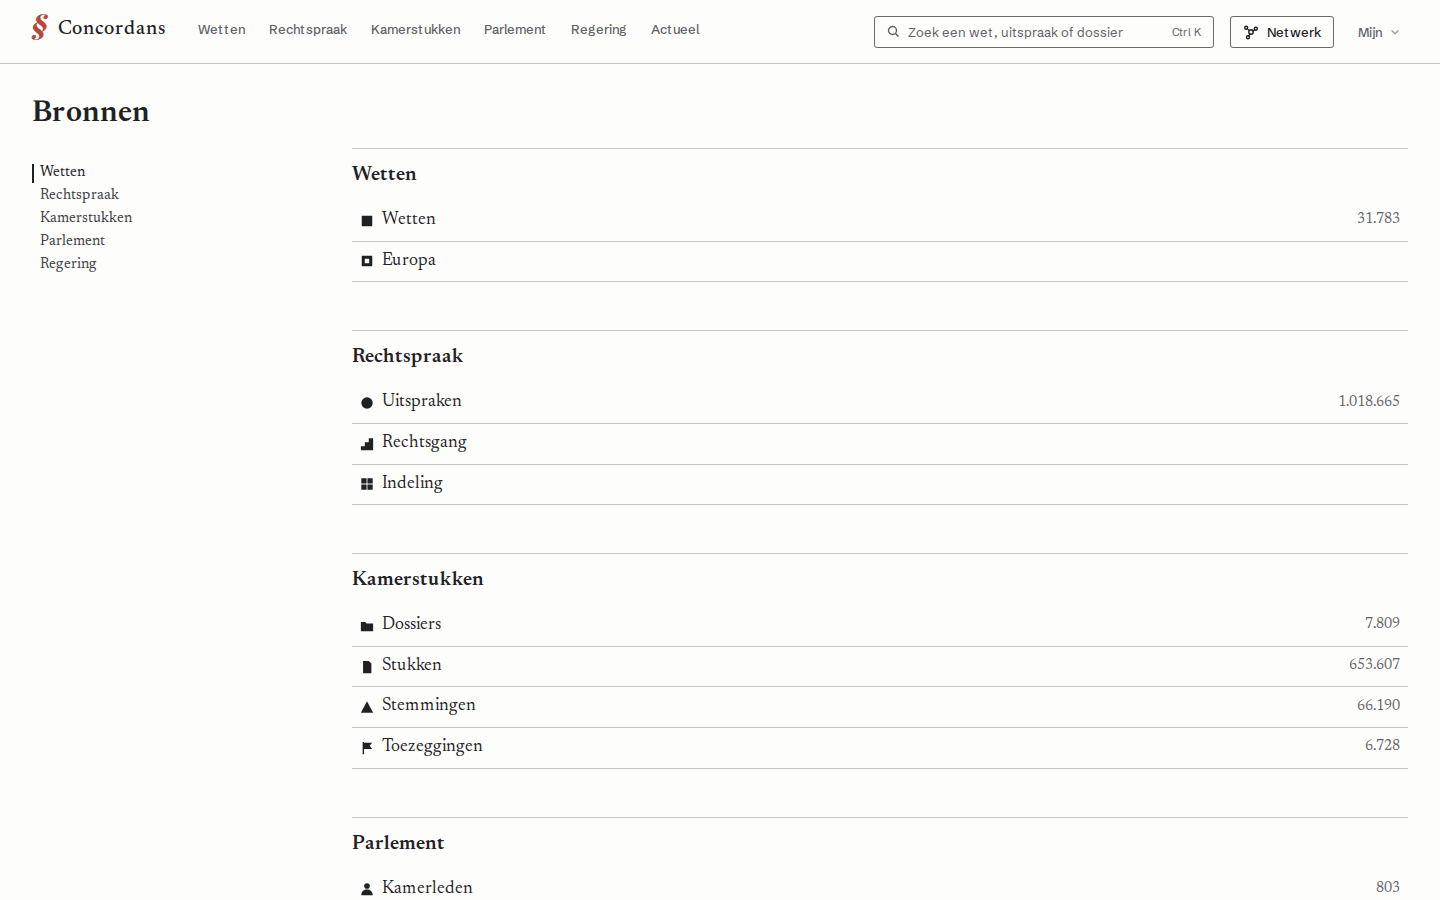 § Concordans Wetten Rechtspraak Kamerstukken Parlement Regering Actueel Zoek een wet, uitspraak of dossier Ctrl K Netwerk Mijn
Bronnen
Wetten
Rechtspraak
Kamerstukken
Parlement
Regering
Wetten
Wetten 31.783
Europa
Rechtspraak
Uitspraken 1.018.665
Rechtsgang
Indeling
Kamerstukken
Dossiers 7.809
Stukken 653.607
Stemmingen 66.190
Toezeggingen 6.728
Parlement
Kamerleden 803